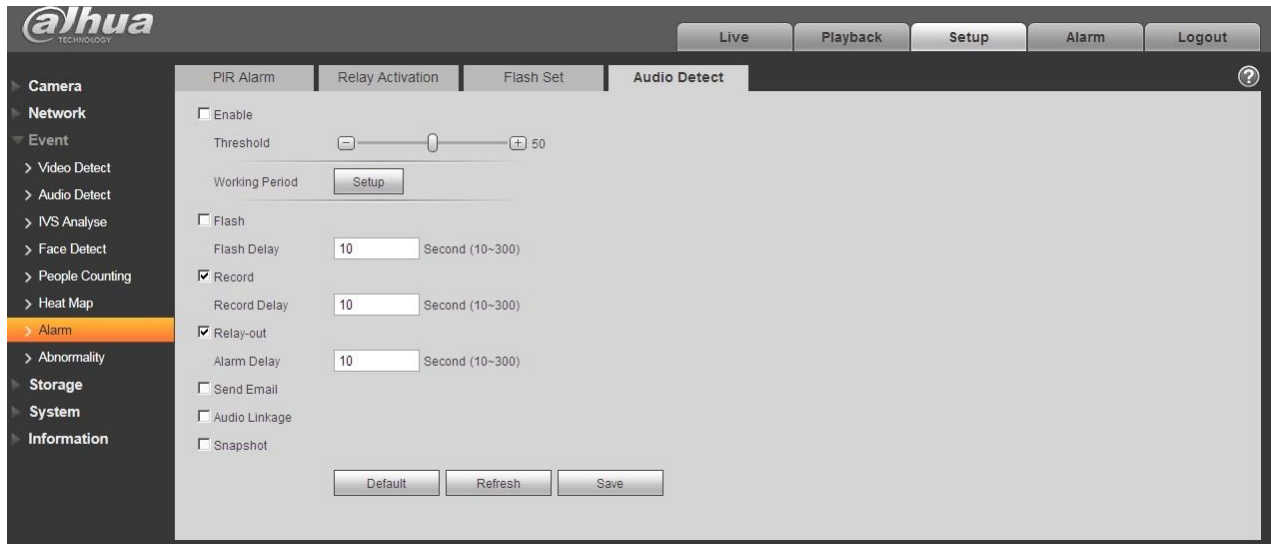 alhua
TECHNOLOGY
Live Playback Setup Alarm Logout
PIR Alarm Relay Activation Flash Set Audio Detect ?
Camera
Network
Event
> Video Detect
> Audio Detect
> IVS Analyse
> Face Detect
> People Counting
> Heat Map
> Alarm
> Abnormality
Storage
System
Information
Enable
Threshold 50
Working Period Setup
Flash
Flash Delay 10 Second (10~300)
Record
Record Delay 10 Second (10~300)
Relay-out
Alarm Delay 10 Second (10~300)
Send Email
Audio Linkage
Snapshot
Default Refresh Save